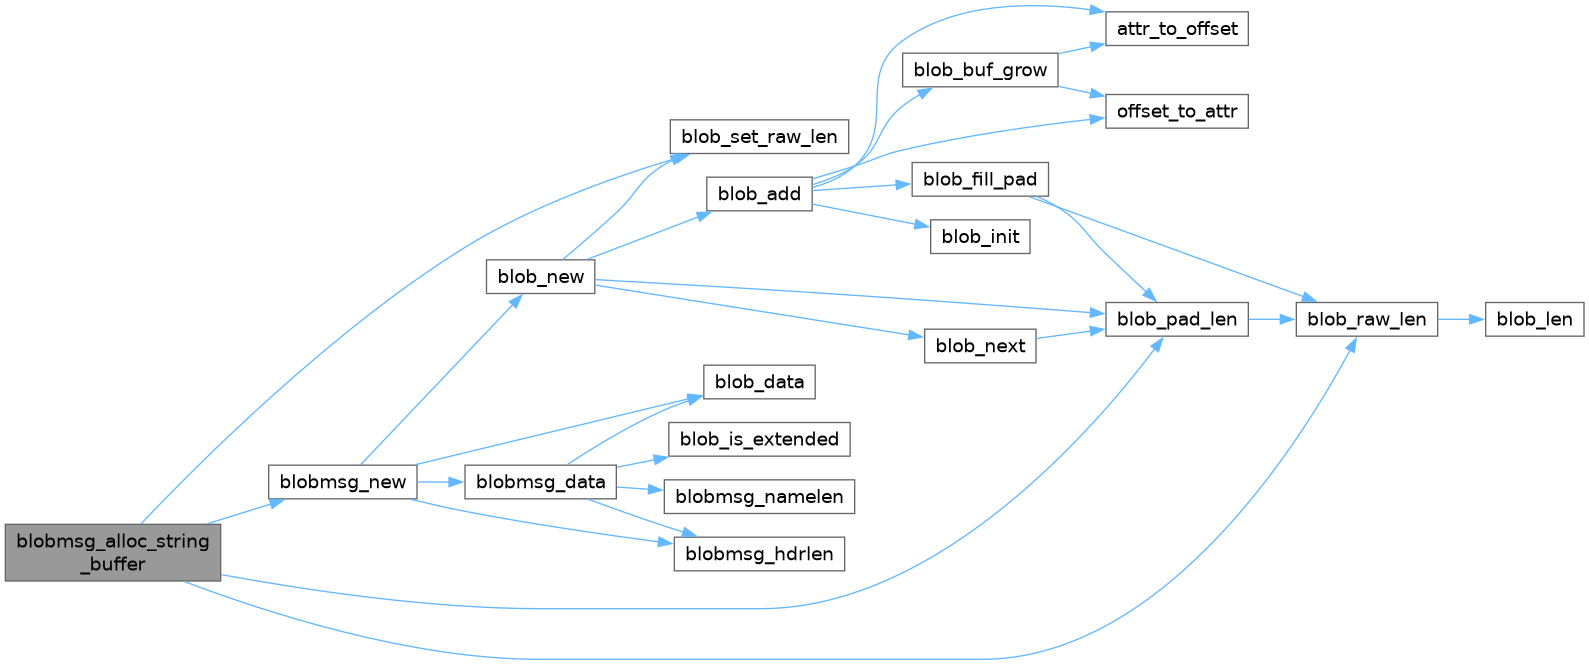 attr_to_offset
blob_buf_grow
offset_to_attr
blob_set_raw_len
blob_fill_pad
blob_add
blob_init
blob_new
blob_pad_len
blob_raw_len
blob_len
blob_next
blob_data
blob_is_extended
blobmsg_new
blobmsg_data
blobmsg_namelen
blobmsg_alloc_string
_buffer
blobmsg_hdrlen